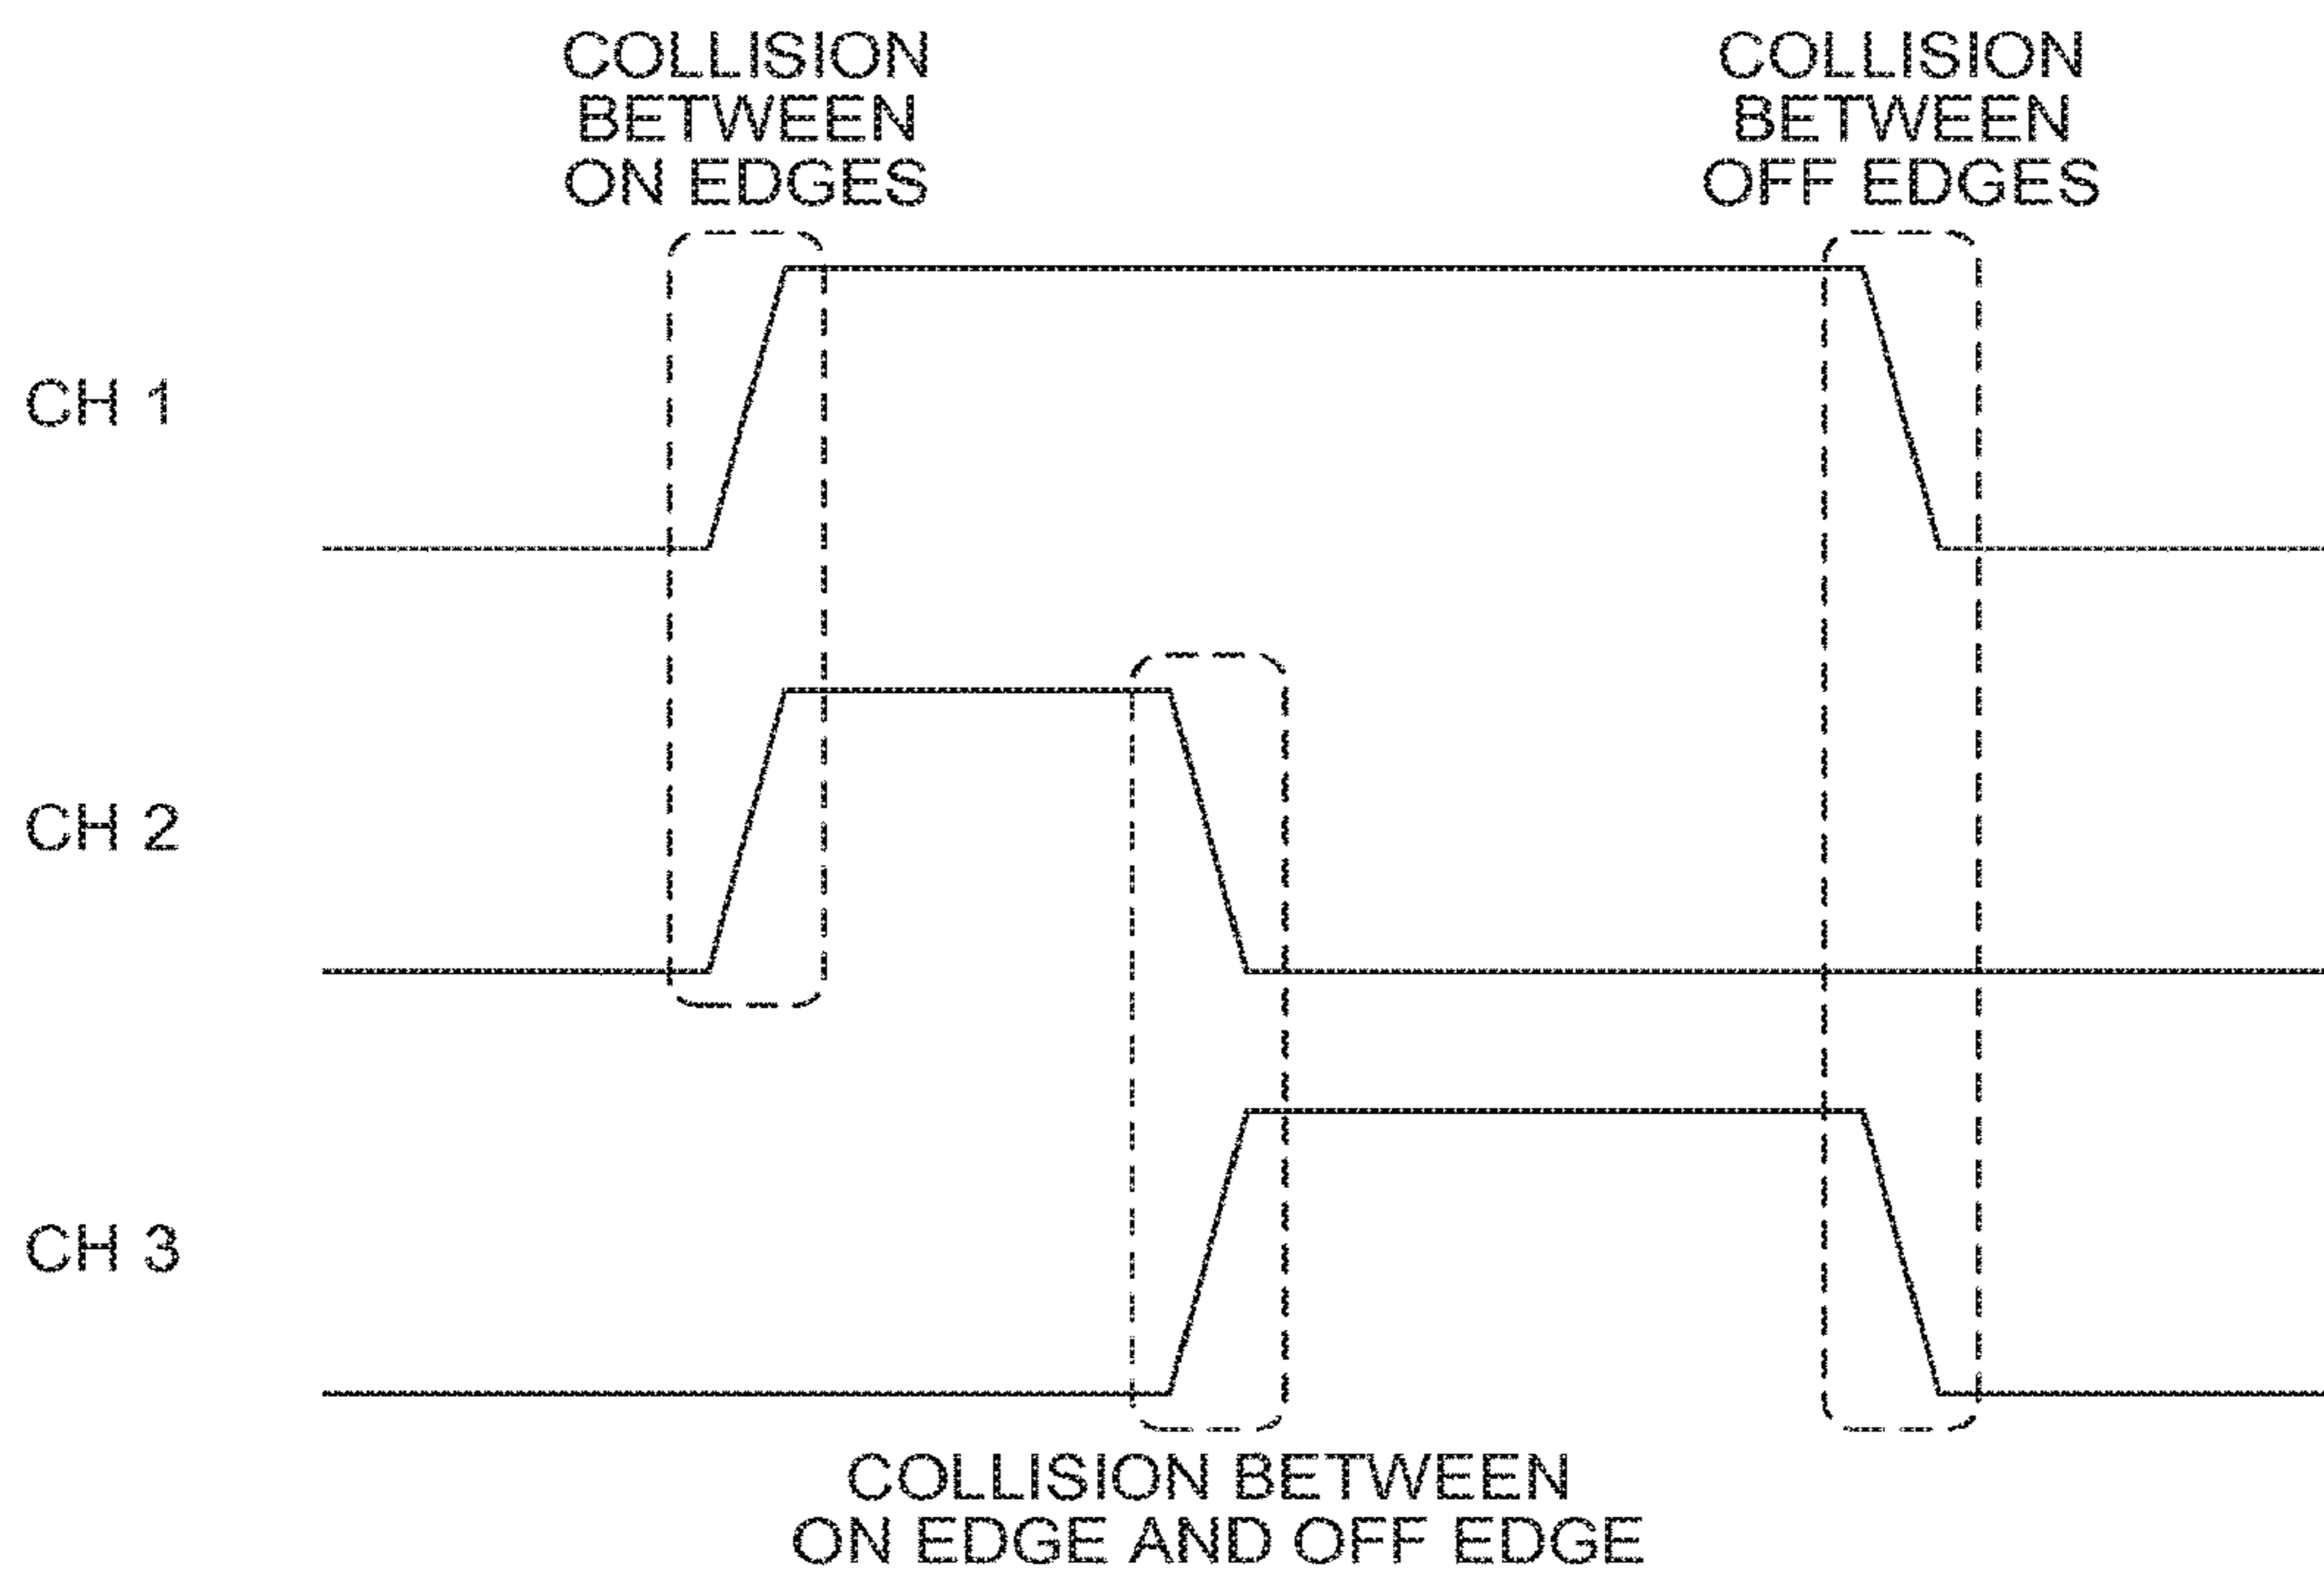 COLLISION
BETWEEN
ON EDGES
COLLISION
BETWEEN
OFF EDGES
CH 1
CH 2
CH 3
COLLISION BETWEEN
ON EDGE AND OFF EDGE